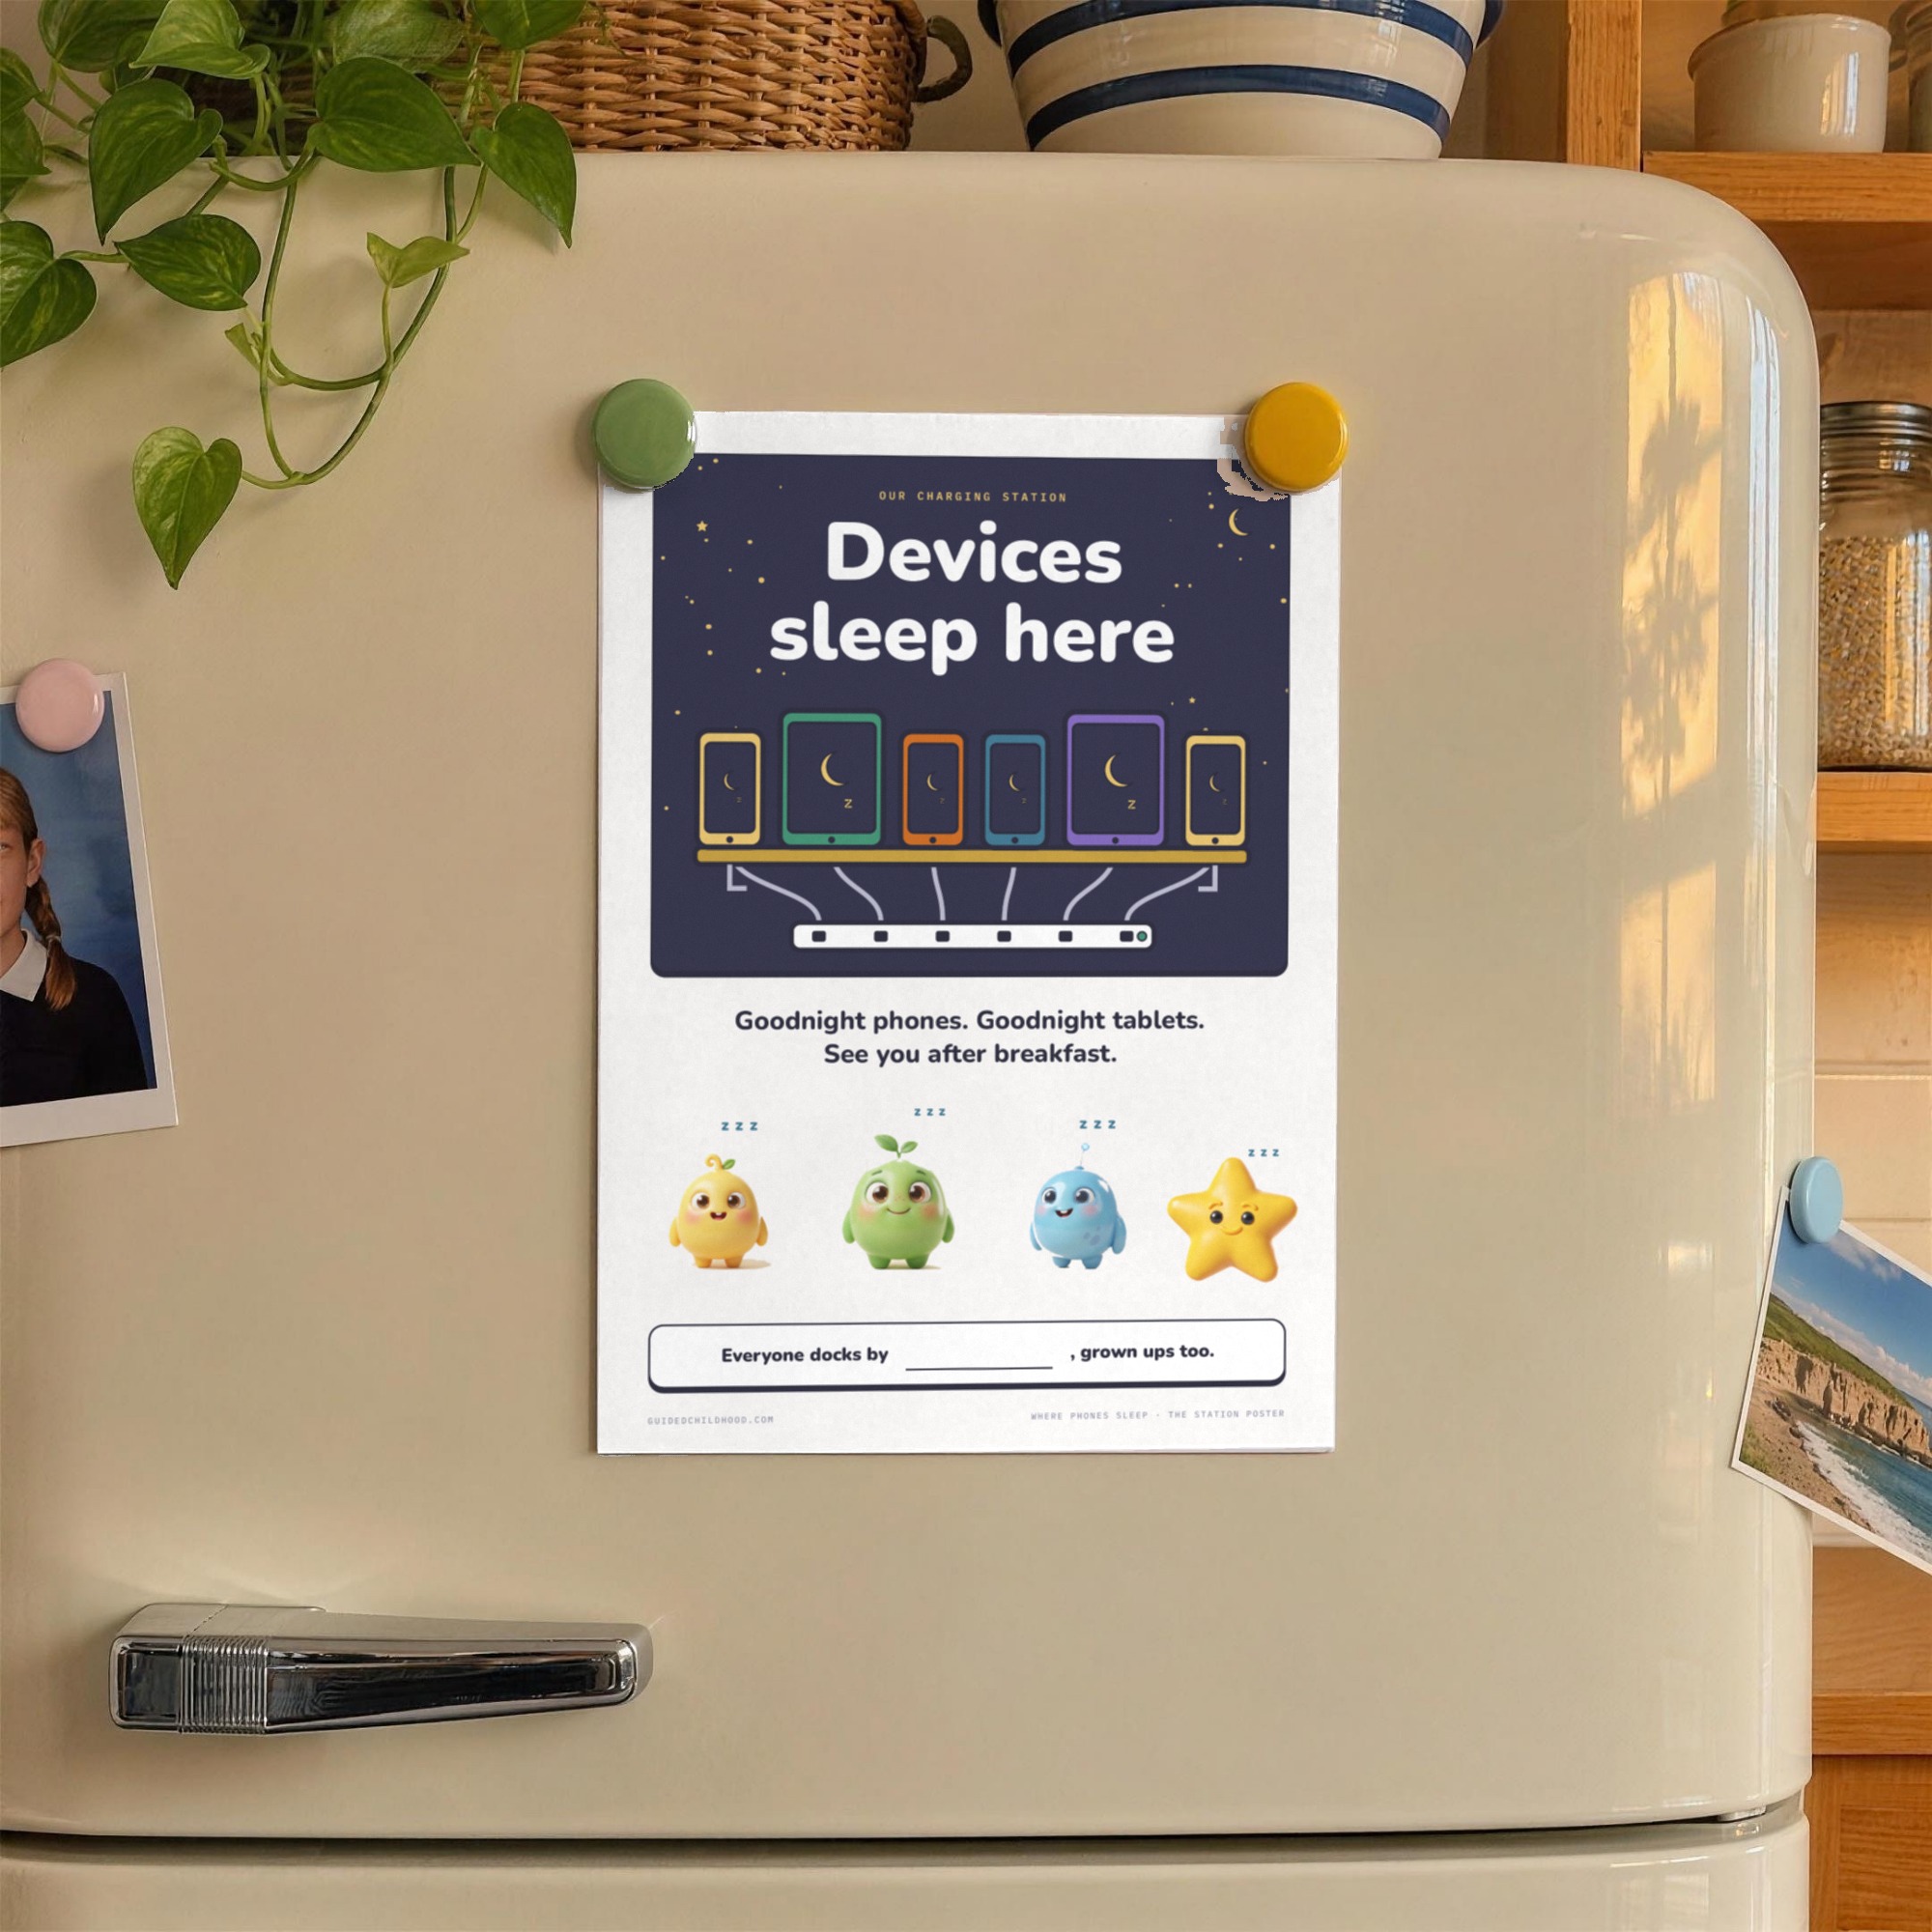 OUR CHARGING STATION
Devices
sleep here
z
z
z
z
z
z
Goodnight phones. Goodnight tablets.
See you after breakfast.
z z z
z z z
z z z
z z z
Everyone docks by __________ , grown ups too.
GUIDEDCHILDHOOD.COM
WHERE PHONES SLEEP · THE STATION POSTER